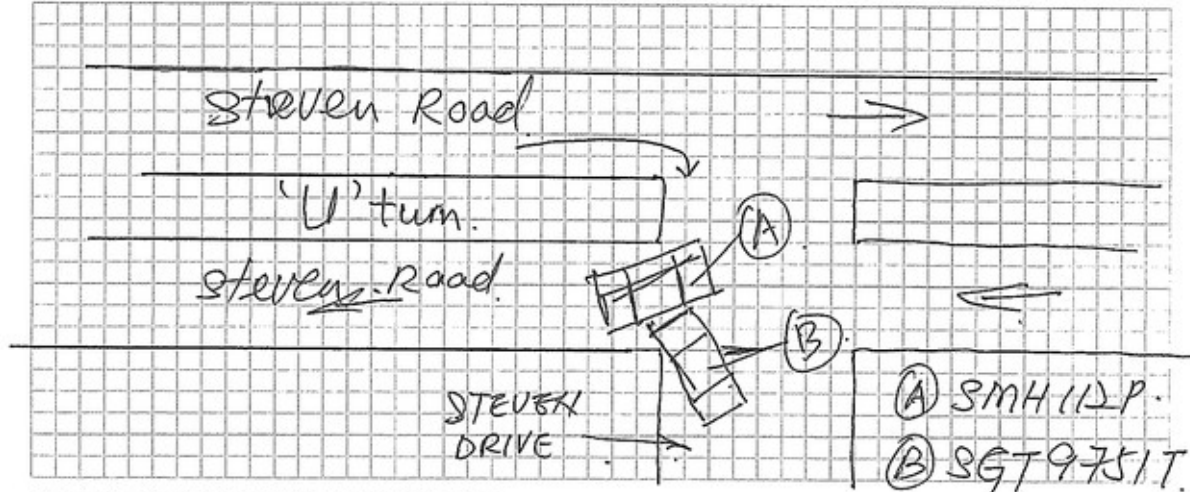 Steven Road
'U' turn.
(A)
Steven Road.
(B)
STEVEN
DRIVE
(A) SMH112P.
(B) SGT9751T.